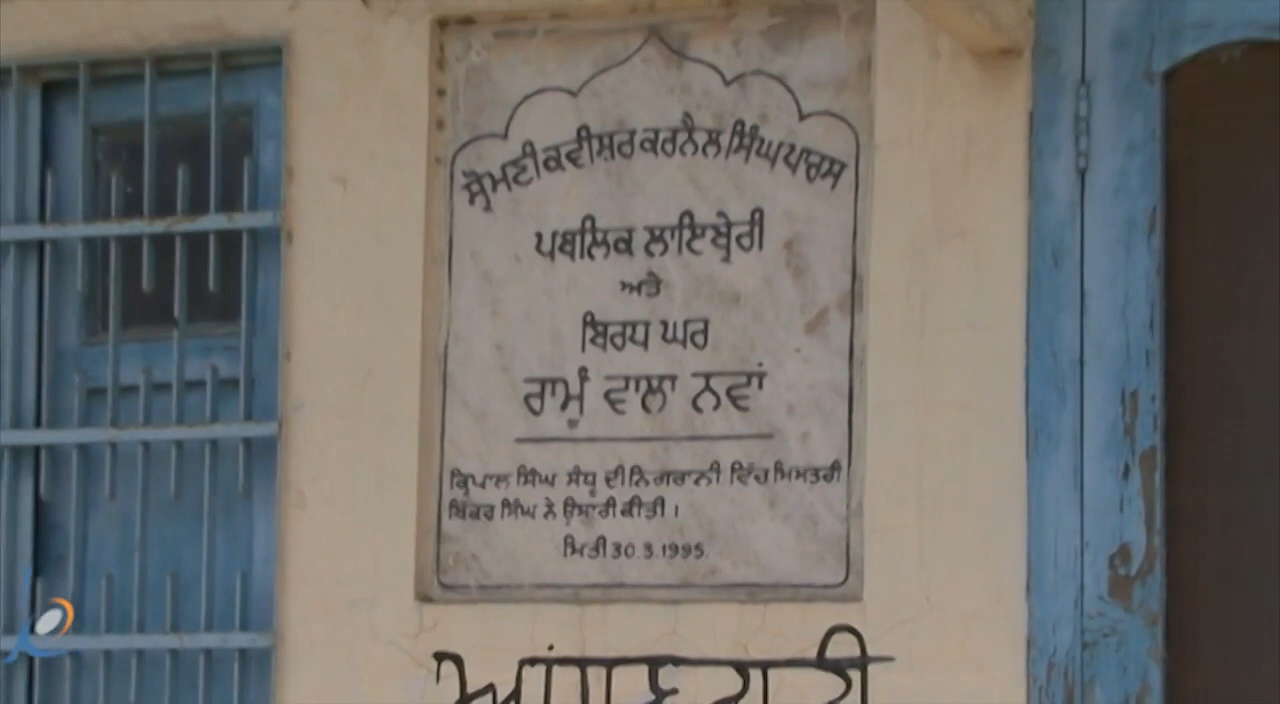 ਸ਼੍ਰੋਮਣੀ ਕਵੀਸ਼ਰ ਕਰਨੈਲ ਸਿੰਘ ਪਾਰਸ
ਪਬਲਿਕ ਲਾਇਬ੍ਰੇਰੀ
ਅਤੇ
ਬਿਰਧ ਘਰ
ਰਾਮੂੰ ਵਾਲਾ ਨਵਾਂ
ਕ੍ਰਿਪਾਲ ਸਿੰਘ ਸੰਧੂ ਦੀ ਨਿਗਰਾਨੀ ਵਿੱਚ ਮਿਸਤਰੀ
ਬਿੱਕਰ ਸਿੰਘ ਨੇ ਉਸਾਰੀ ਕੀਤੀ ।
ਮਿਤੀ 30.3.1995.